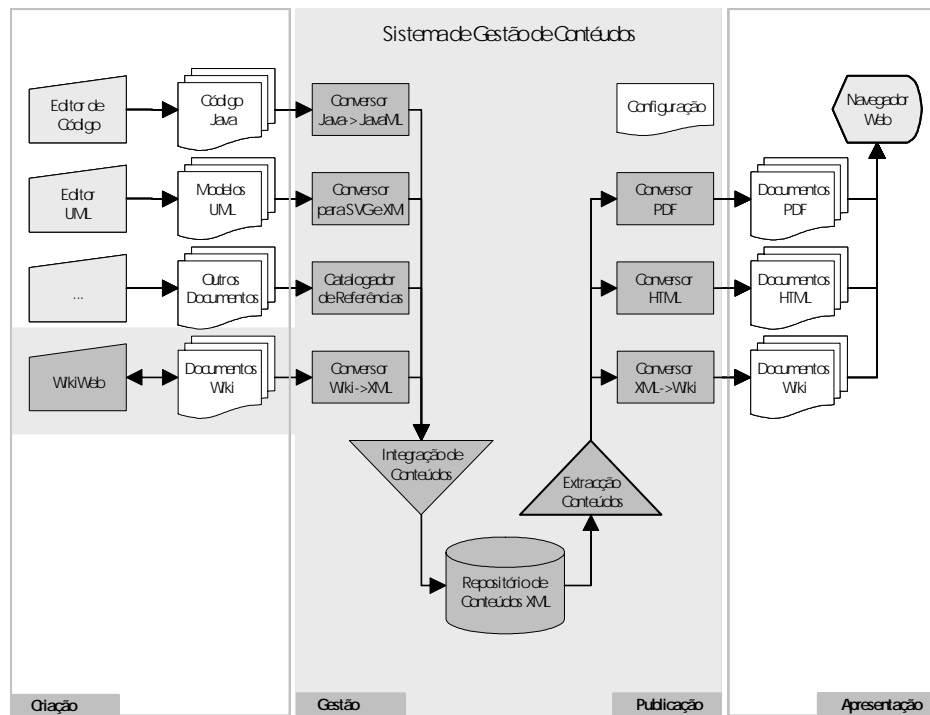 Sistema de Gestão de Contéudos
Editor de
Código
Código
Java
Conversor
Java -> JavaML
Configuração
Navegador
Web
Editor
UML
Modelos
UML
Conversor
para SVG e XMI
Conversor
PDF
Documentos
PDF
...
Outros
Documentos
Catalogador
de Referências
Conversor
HTML
Documentos
HTML
WikiWeb
Documentos
Wiki
Conversor
Wiki -> XML
Conversor
XML -> Wiki
Documentos
Wiki
Integração de
Conteúdos
Extracção
Conteúdos
Repositório de
Conteúdos XML
Criação
Gestão
Publicação
Apresentação